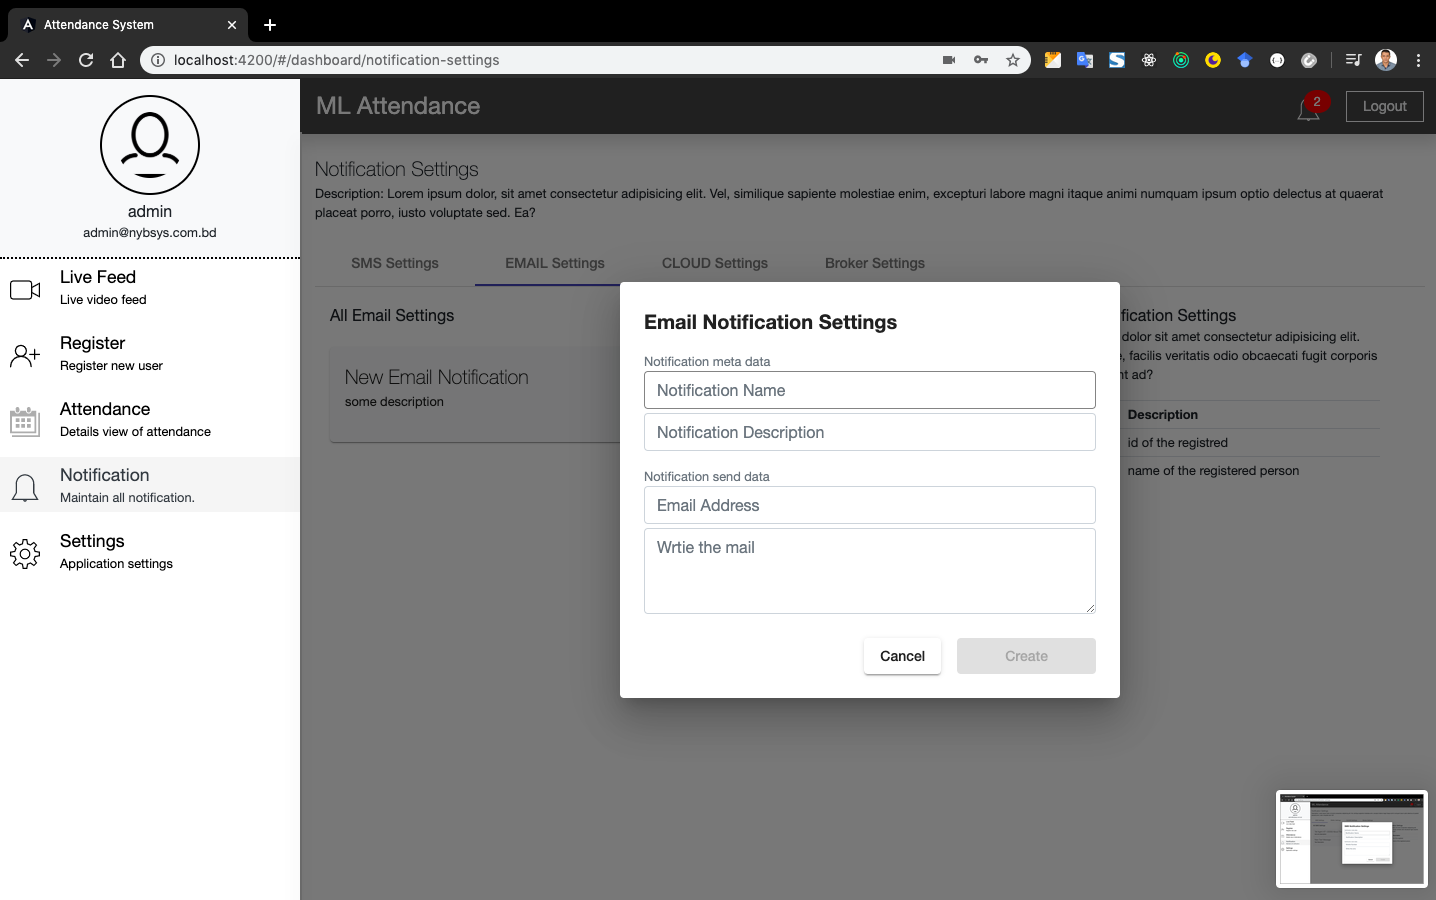 Attendance System
localhost:4200/#/dashboard/notification-settings
admin
admin@nybsys.com.bd
Live Feed
Live video feed
Register
Register new user
Attendance
Details view of attendance
Notification
Maintain all notification.
Settings
Application settings
ML Attendance
2
Logout
Notification Settings
Description: Lorem ipsum dolor, sit amet consectetur adipisicing elit. Vel, similique sapiente molestiae enim, excepturi labore magni itaque animi numquam ipsum optio delectus at quaerat
placeat porro, iusto voluptate sed. Ea?
SMS Settings
EMAIL Settings
CLOUD Settings
Broker Settings
All Email Settings
New Email Notification
some description
Email Notification Settings
Notification meta data
Notification Name
Notification Description
Notification send data
Email Address
Wrtie the mail
Cancel
Create
fication Settings
dolor sit amet consectetur adipisicing elit.
, facilis veritatis odio obcaecati fugit corporis
nt ad?
Description
id of the registred
name of the registered person